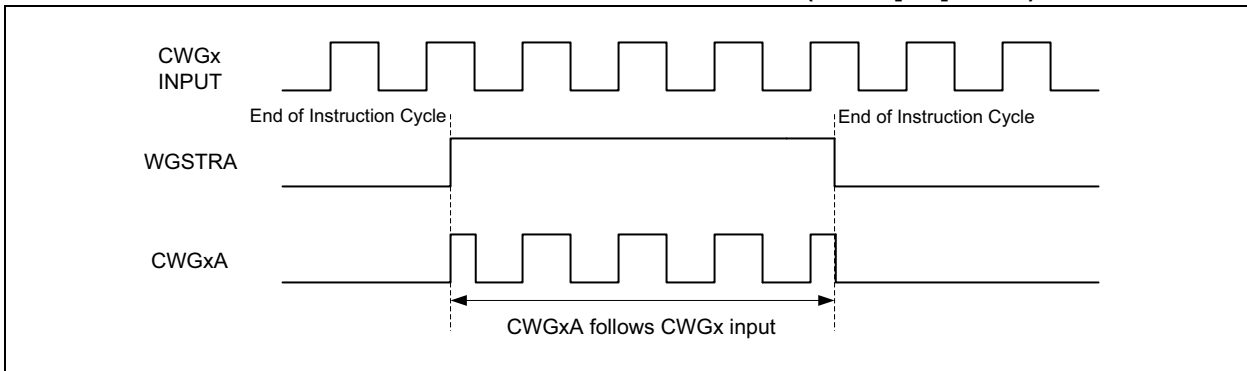 CWGx
INPUT
End of Instruction Cycle
End of Instruction Cycle
WGSTRA
CWGxA
CWGxA follows CWGx input